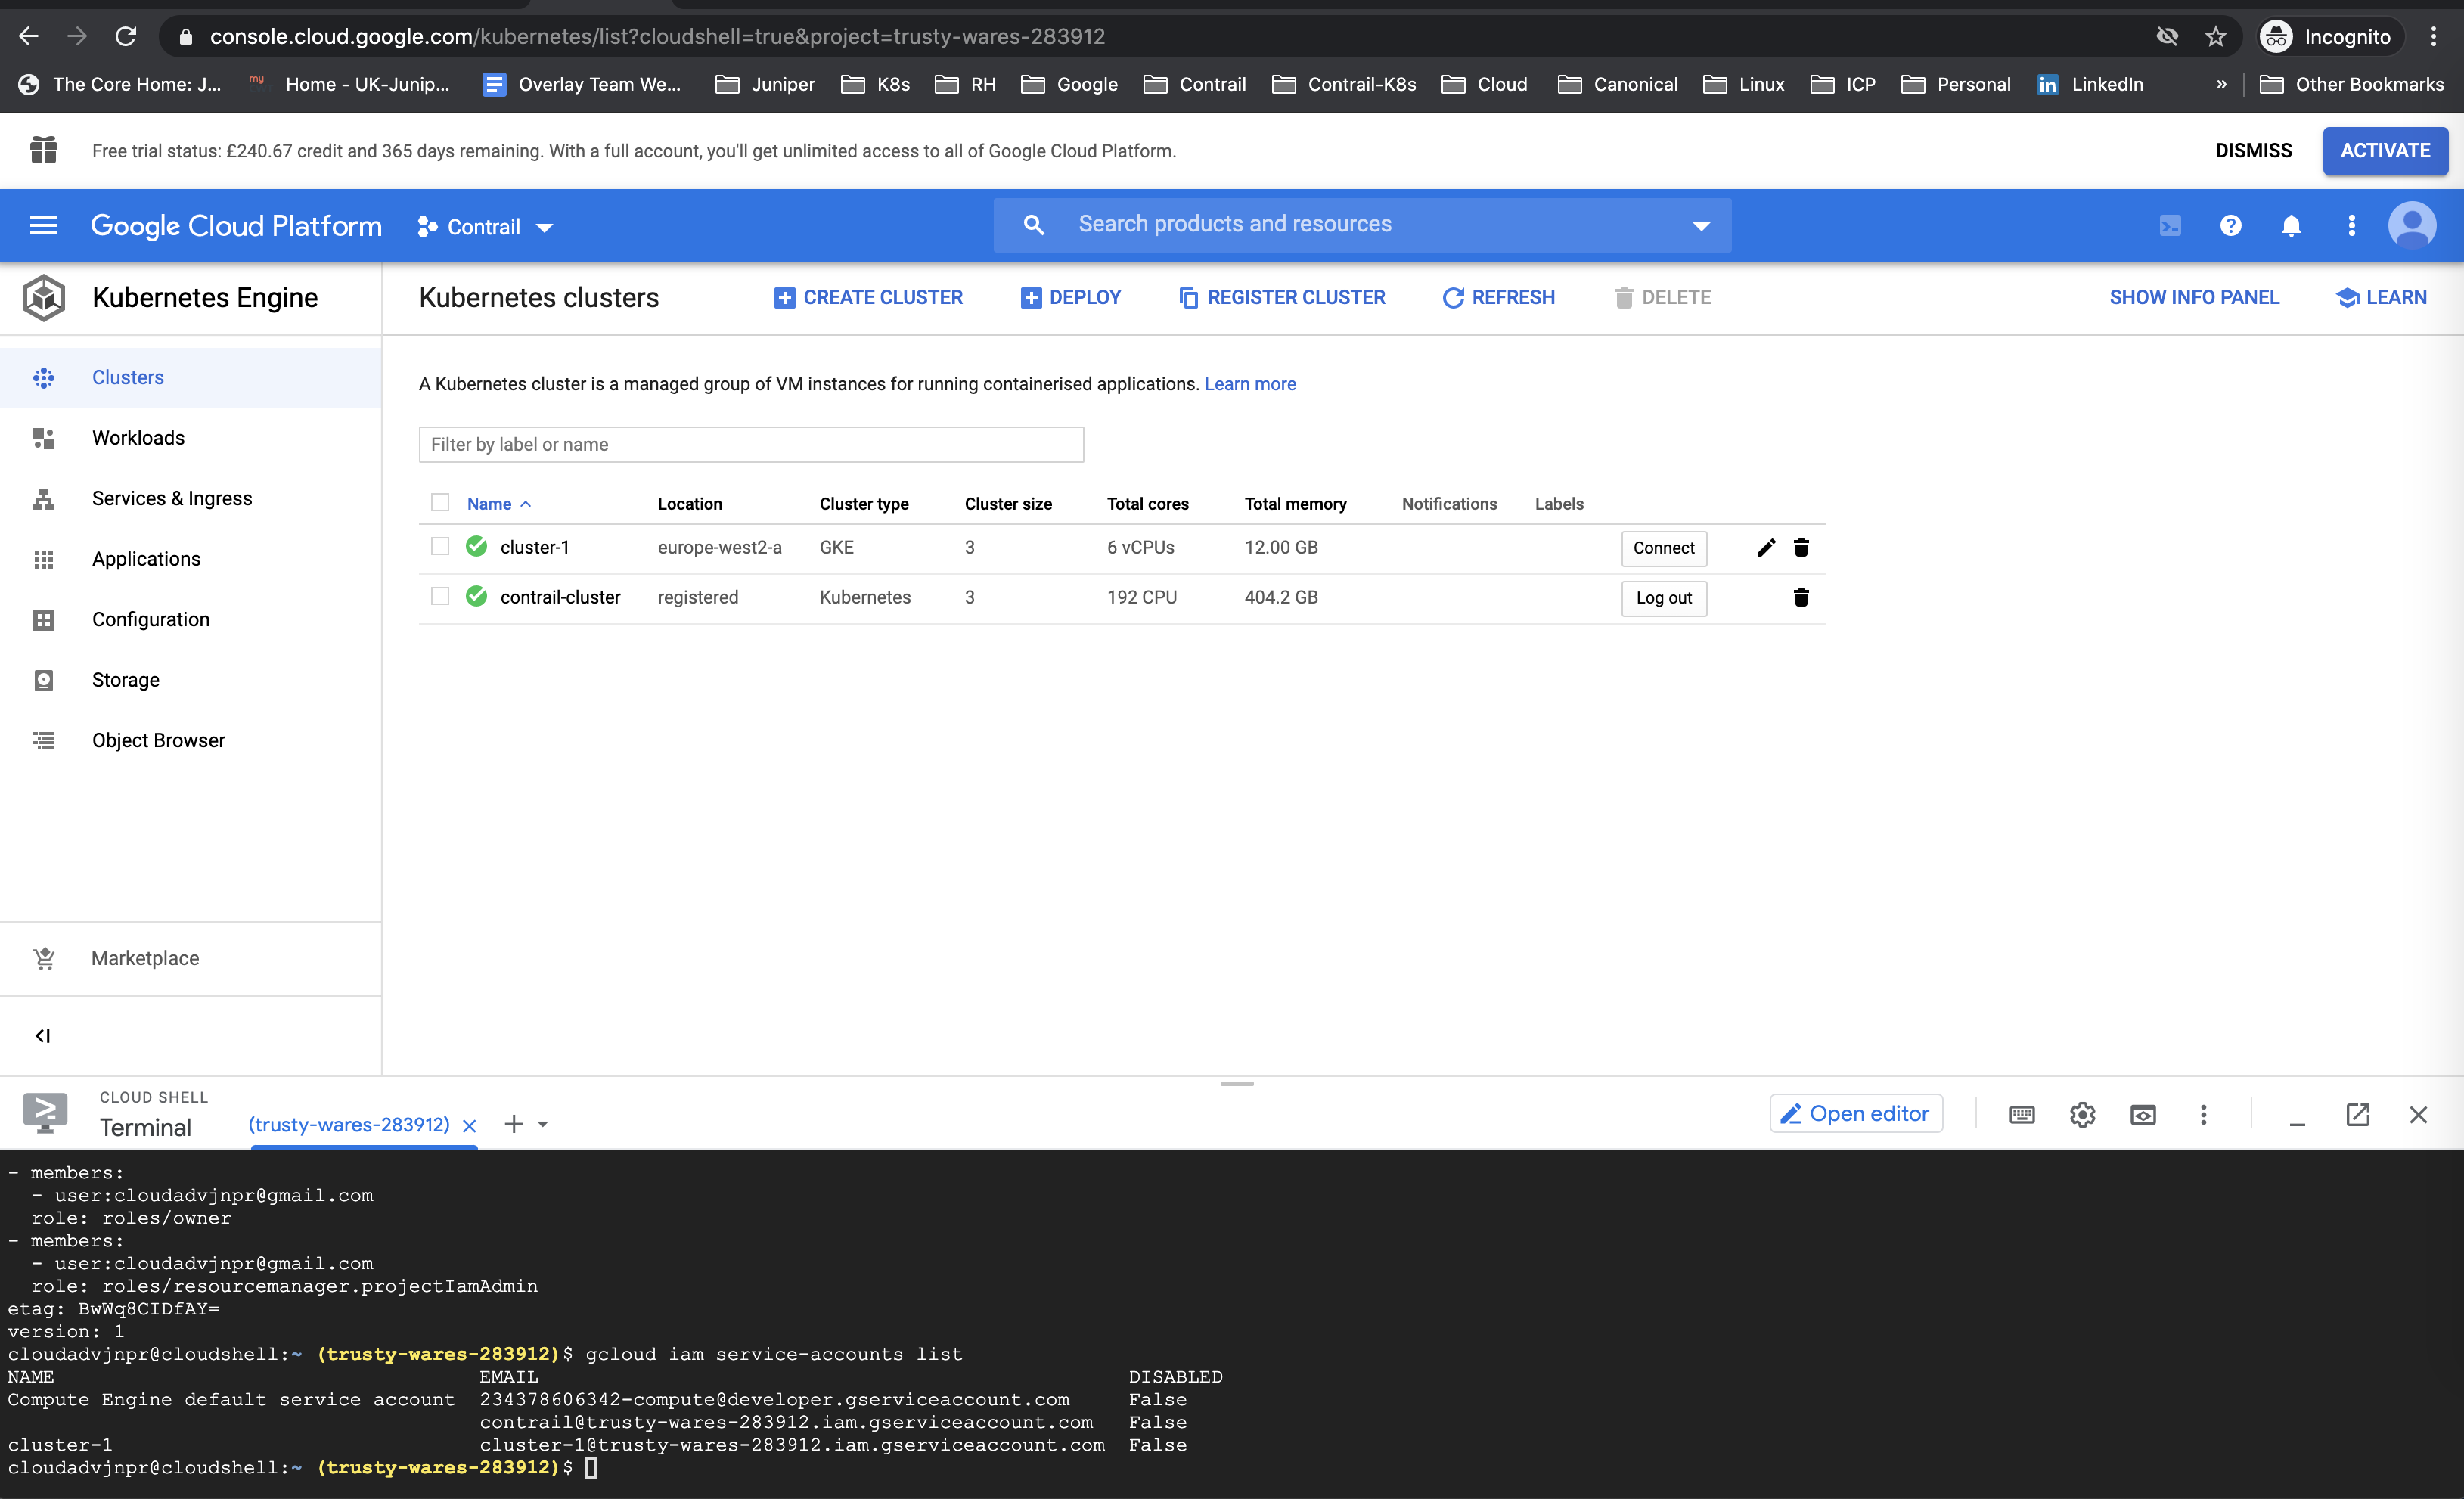 console.cloud.google.com/kubernetes/list?cloudshell=true&project=trusty-wares-283912
Incognito
The Core Home: J...
my
Home - UK-Junip...
Overlay Team We...
Juniper
K8s
RH
Google
Contrail
Contrail-K8s
Cloud
Canonical
Linux
ICP
Personal
in
LinkedIn
»
Other Bookmarks
Free trial status: £240.67 credit and 365 days remaining. With a full account, you'll get unlimited access to all of Google Cloud Platform.
DISMISS
ACTIVATE
Google Cloud Platform
Contrail
Search products and resources
Kubernetes Engine
Kubernetes clusters
CREATE CLUSTER
DEPLOY
REGISTER CLUSTER
REFRESH
DELETE
SHOW INFO PANEL
LEARN
Clusters
Workloads
Services & Ingress
Applications
Configuration
Storage
Object Browser
Marketplace
A Kubernetes cluster is a managed group of VM instances for running containerised applications. Learn more
Filter by label or name
Name Location Cluster type Cluster size Total cores Total memory Notifications Labels
cluster-1 europe-west2-a GKE 3 6 vCPUs 12.00 GB Connect
contrail-cluster registered Kubernetes 3 192 CPU 404.2 GB Log out
CLOUD SHELL
Terminal
(trusty-wares-283912)
Open editor
- members:
  - user:cloudadvjnpr@gmail.com
  role: roles/owner
- members:
  - user:cloudadvjnpr@gmail.com
  role: roles/resourcemanager.projectIamAdmin
etag: BwWq8CIDfAY=
version: 1
cloudadvjnpr@cloudshell:~ (trusty-wares-283912)$ gcloud iam service-accounts list
NAME EMAIL DISABLED
Compute Engine default service account 234378606342-compute@developer.gserviceaccount.com False
contrail@trusty-wares-283912.iam.gserviceaccount.com False
cluster-1 cluster-1@trusty-wares-283912.iam.gserviceaccount.com False
cloudadvjnpr@cloudshell:~ (trusty-wares-283912)$